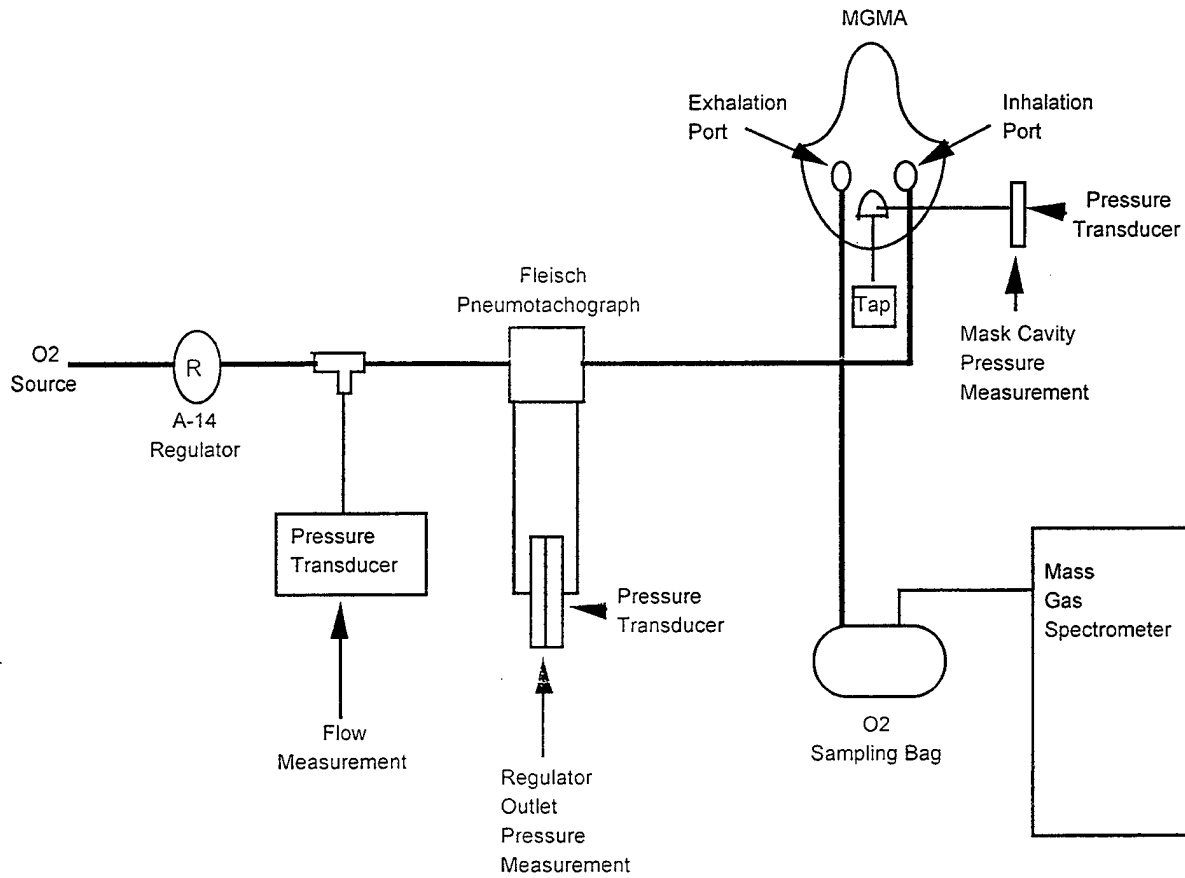 MGMA
Exhalation
Port
Inhalation
Port
Pressure
Transducer
Tap
Mask Cavity
Pressure
Measurement
Fleisch
Pneumotachograph
O2
Source
R
A-14
Regulator
Pressure
Transducer
Flow
Measurement
Pressure
Transducer
Regulator
Outlet
Pressure
Measurement
Mass
Gas
Spectrometer
O2
Sampling Bag